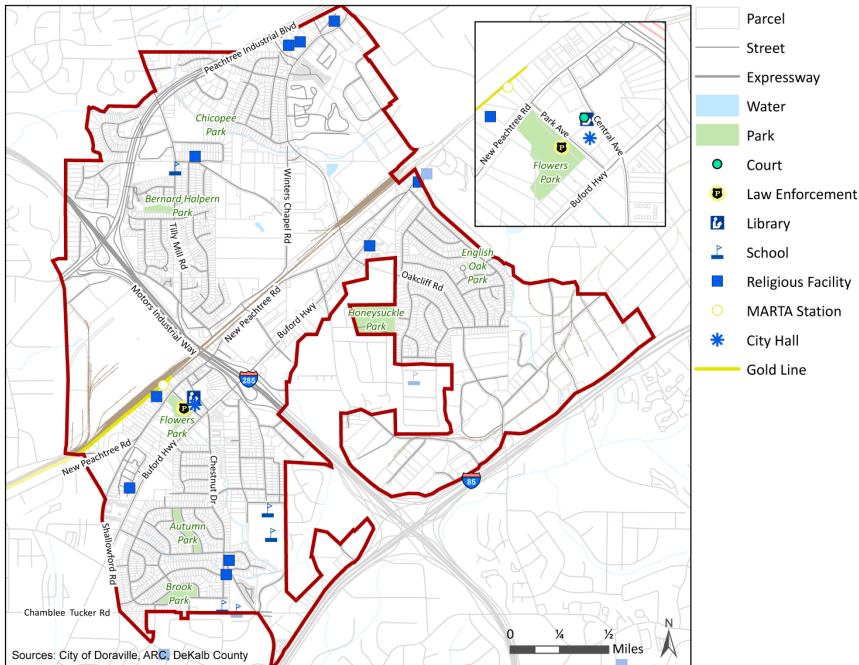 Peachtree Industrial Blvd
Chicopee
Park
Winters Chapel Rd
Bernard Halpern
Park
Tilly Mill Rd
Motors Industrial Way
New Peachtree Rd
Buford Hwy
Oakcliff Rd
English
Oak
Park
Honeysuckle
Park
285
P
Flowers
Park
New Peachtree Rd
Buford Hwy
Chestnut Dr
85
Shallowford Rd
Autumn
Park
Brook
Park
Chamblee Tucker Rd
Sources: City of Doraville, ARC, DeKalb County
0 ¼ ½
Miles
N
New Peachtree Rd
Park Ave
Central Ave
P
Flowers
Park
Buford Hwy
Parcel
Street
Expressway
Water
Park
Court
P
Law Enforcement
Library
School
Religious Facility
MARTA Station
City Hall
Gold Line